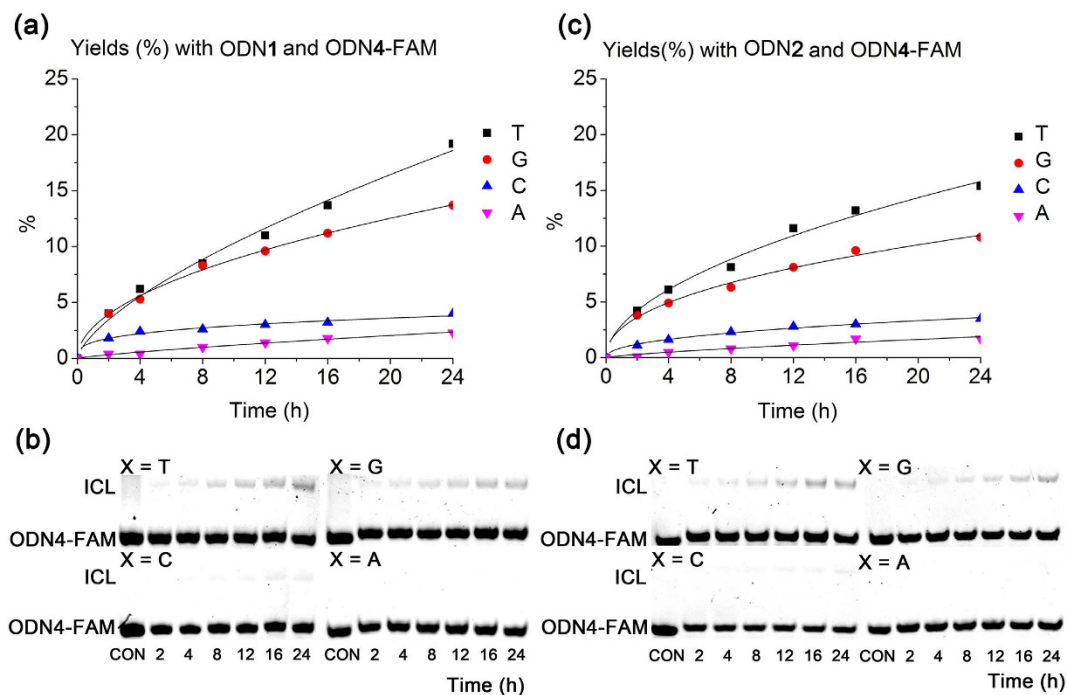 (a)
Yields (%) with ODN1 and ODN4-FAM
25
20
15
10
5
0
%
0 4 8 12 16 20 24
Time (h)
T
G
C
A
(c)
Yields(%) with ODN2 and ODN4-FAM
25
20
15
10
5
0
%
0 4 8 12 16 20 24
Time (h)
T
G
C
A
(b)
X = T X = G
ICL
ODN4-FAM
X = C X = A
ICL
ODN4-FAM
CON 2 4 8 12 16 24 CON 2 4 8 12 16 24
Time (h)
(d)
X = T X = G
ICL
ODN4-FAM
X = C X = A
ICL
ODN4-FAM
CON 2 4 8 12 16 24 CON 2 4 8 12 16 24
Time (h)